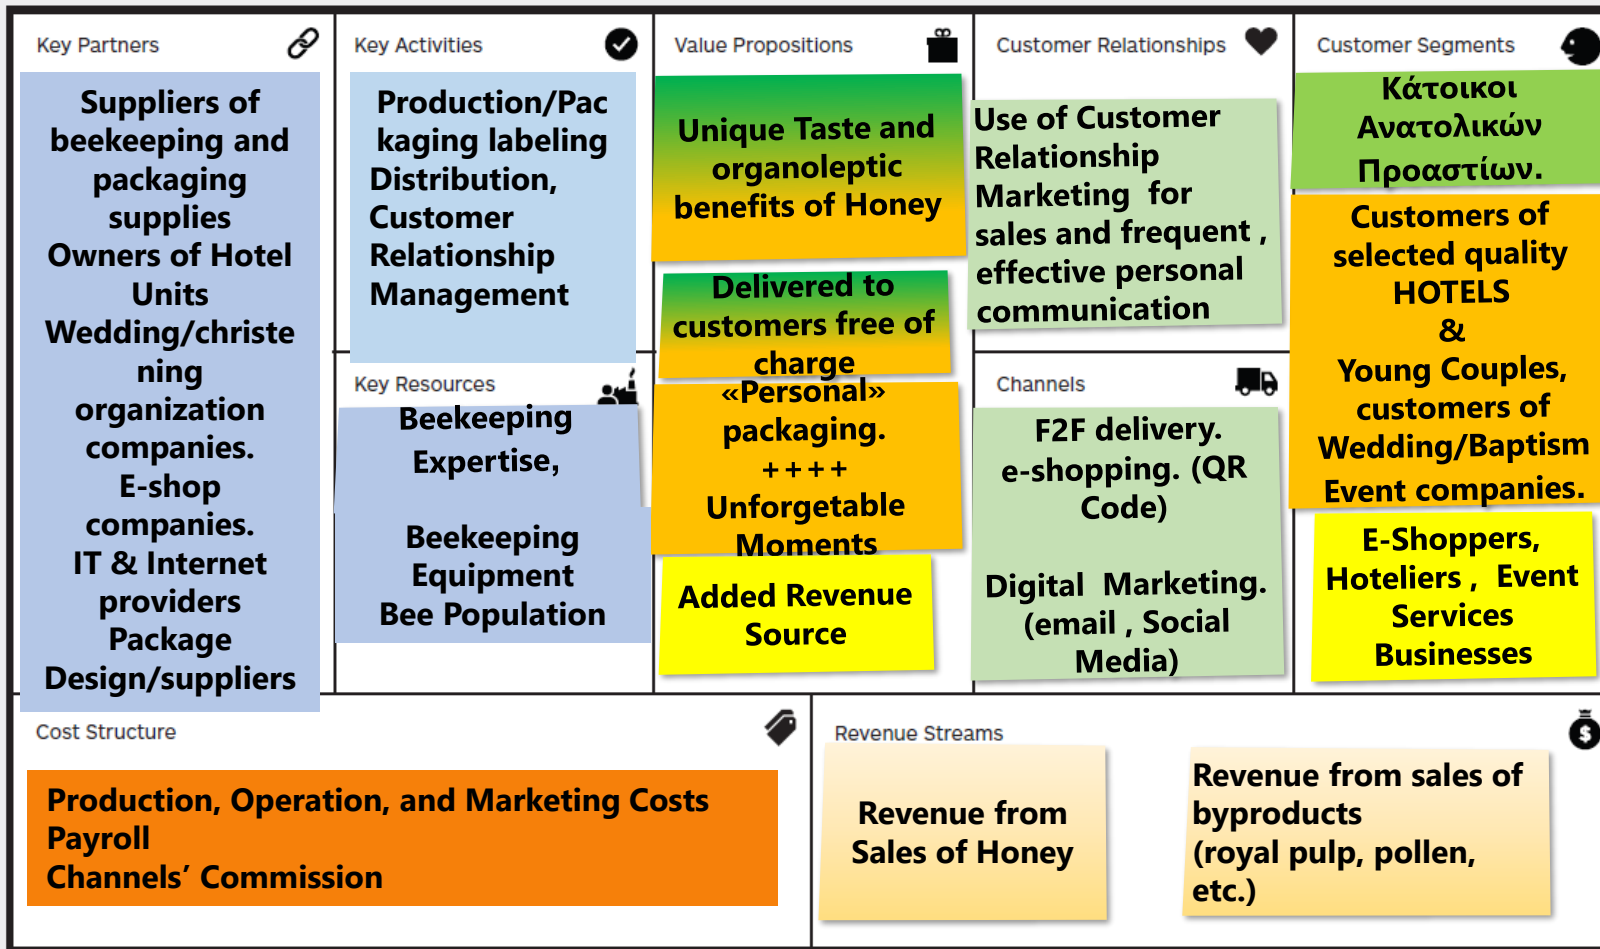 Key Partners
Suppliers of
beekeeping and
packaging
supplies
Owners of Hotel
Units
Wedding/christe
ning
organization
companies.
E-shop
companies.
IT & Internet
providers
Package
Design/suppliers
Key Activities
Production/Pac
kaging labeling
Distribution,
Customer
Relationship
Management
Key Resources
Beekeeping
Expertise,
Beekeeping
Equipment
Bee Population
Value Propositions
Unique Taste and
organoleptic
benefits of Honey
Delivered to
customers free of
charge
«Personal»
packaging.
++++
Unforgetable
Moments
Added Revenue
Source
Customer Relationships
Use of Customer
Relationship
Marketing for
sales and frequent ,
effective personal
communication
Channels
F2F delivery.
e-shopping. (QR
Code)
Digital Marketing.
(email , Social
Media)
Customer Segments
Κάτοικοι
Ανατολικών
Προαστίων.
Customers of
selected quality
HOTELS
&
Young Couples,
customers of
Wedding/Baptism
Event companies.
E-Shoppers,
Hoteliers , Event
Services
Businesses
Cost Structure
Production, Operation, and Marketing Costs
Payroll
Channels’ Commission
Revenue Streams
Revenue from
Sales of Honey
Revenue from sales of
byproducts
(royal pulp, pollen,
etc.)